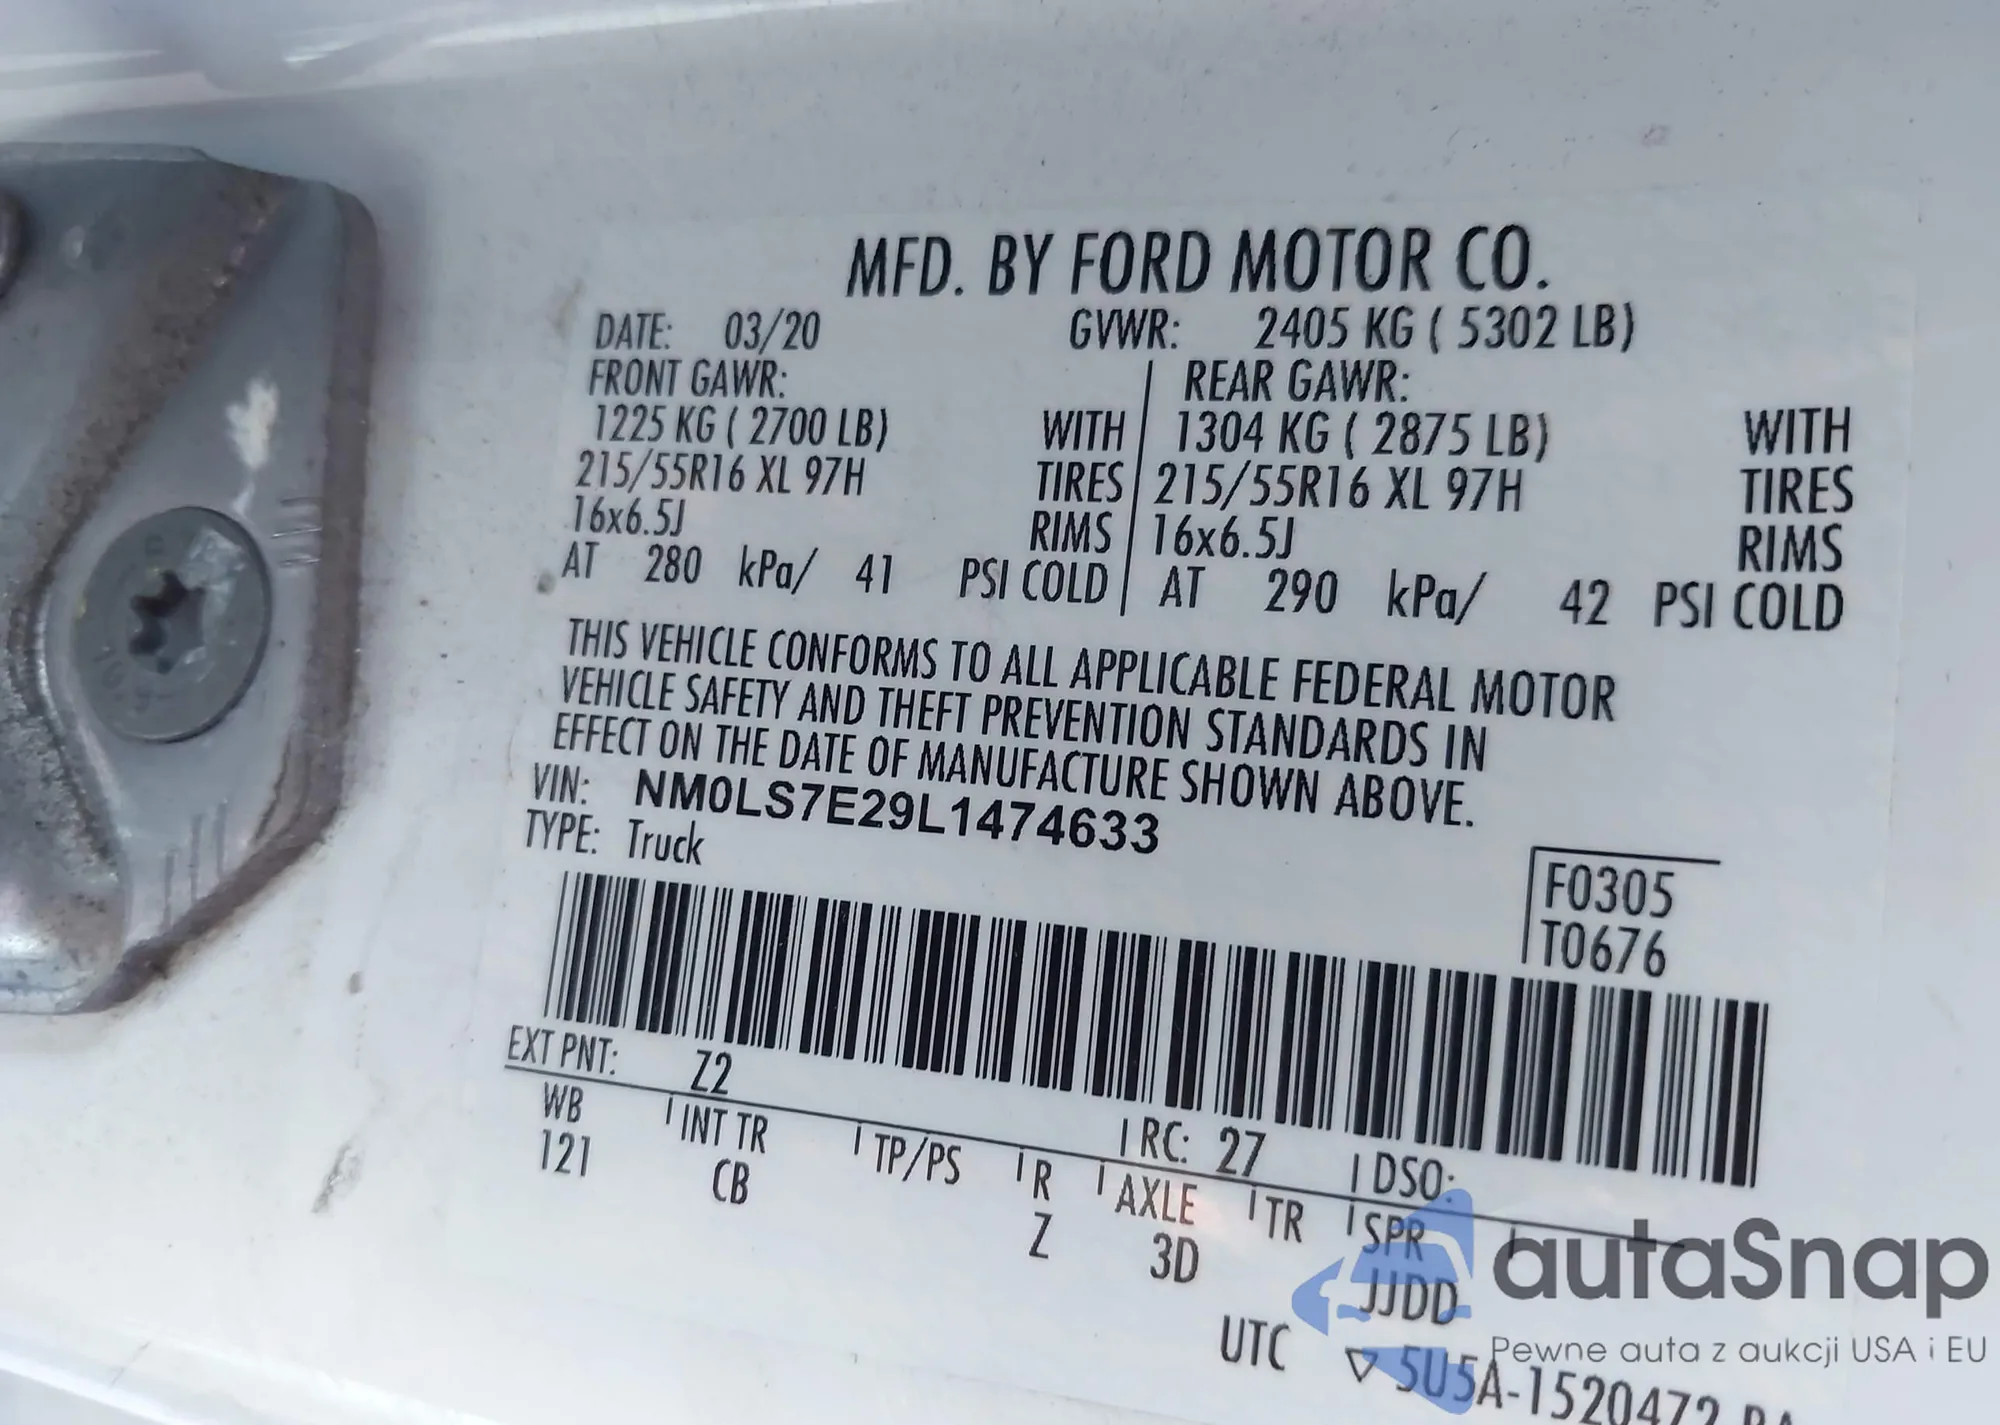 MFD. BY FORD MOTOR CO.
DATE: 03/20 GVWR: 2405 KG ( 5302 LB)
FRONT GAWR: REAR GAWR:
1225 KG ( 2700 LB) WITH 1304 KG ( 2875 LB) WITH
215/55R16 XL 97H TIRES 215/55R16 XL 97H TIRES
16x6.5J RIMS 16x6.5J RIMS
AT 280 kPa/ 41 PSI COLD AT 290 kPa/ 42 PSI COLD
THIS VEHICLE CONFORMS TO ALL APPLICABLE FEDERAL MOTOR
VEHICLE SAFETY AND THEFT PREVENTION STANDARDS IN
EFFECT ON THE DATE OF MANUFACTURE SHOWN ABOVE.
VIN: NM0LS7E29L1474633
TYPE: Truck
F0305
T0676
EXT PNT: Z2 RC: 27 DSO:
WB INT TR TP/PS R AXLE TR SPR
121 CB Z 3D JJDD
UTC ▽ 5U5A-1520472
autaSnap
Pewne auta z aukcji USA i EU